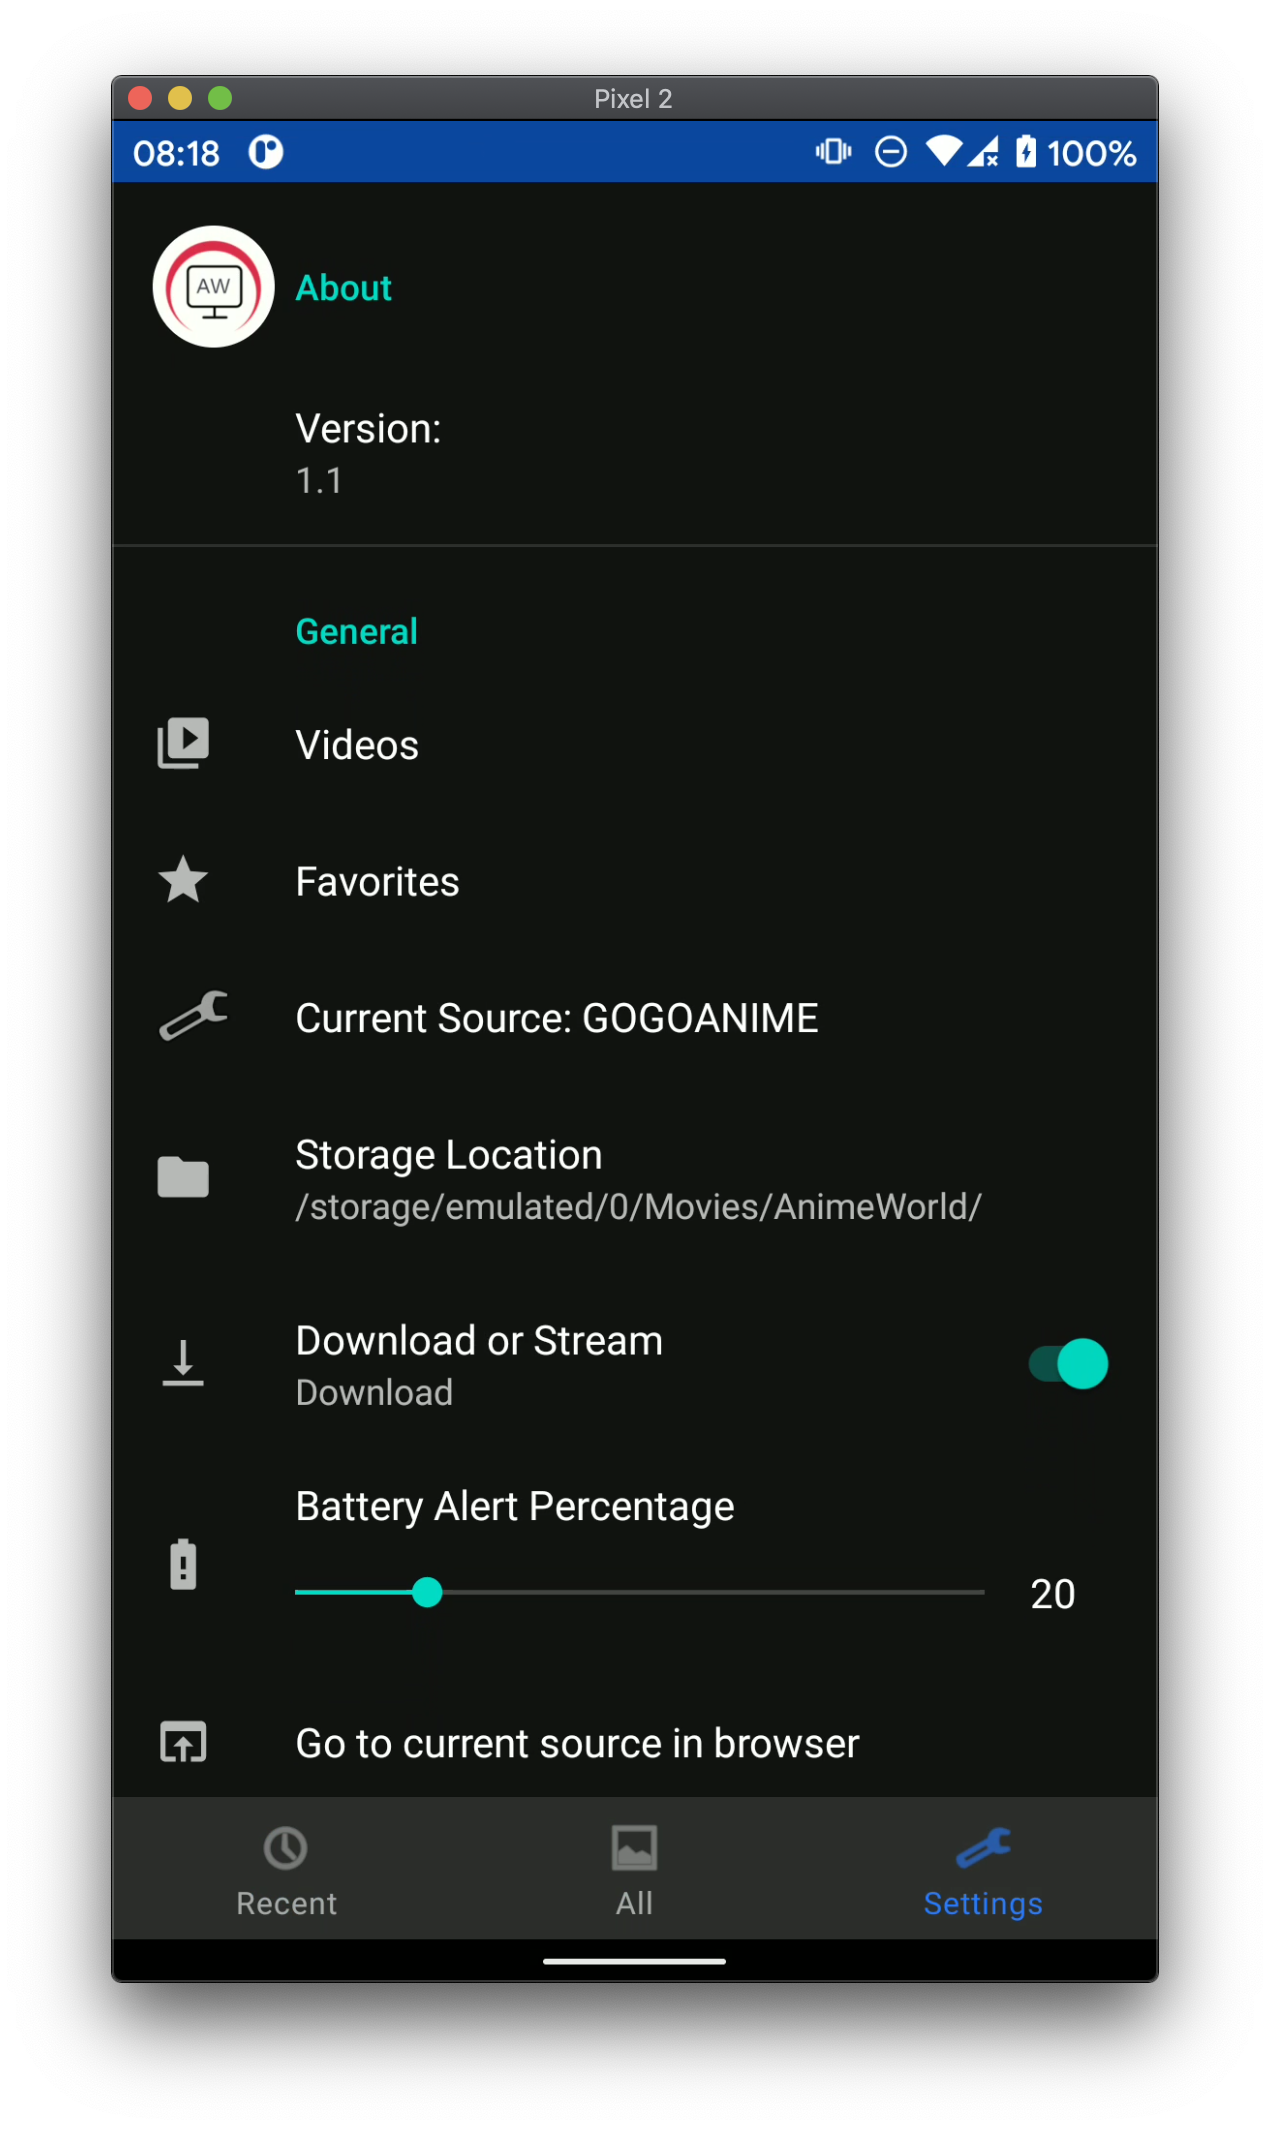 Pixel 2
08:18
100%
AW
About
Version:
1.1
General
Videos
Favorites
Current Source: GOGOANIME
Storage Location
/storage/emulated/0/Movies/AnimeWorld/
Download or Stream
Download
Battery Alert Percentage
20
Go to current source in browser
Recent
All
Settings